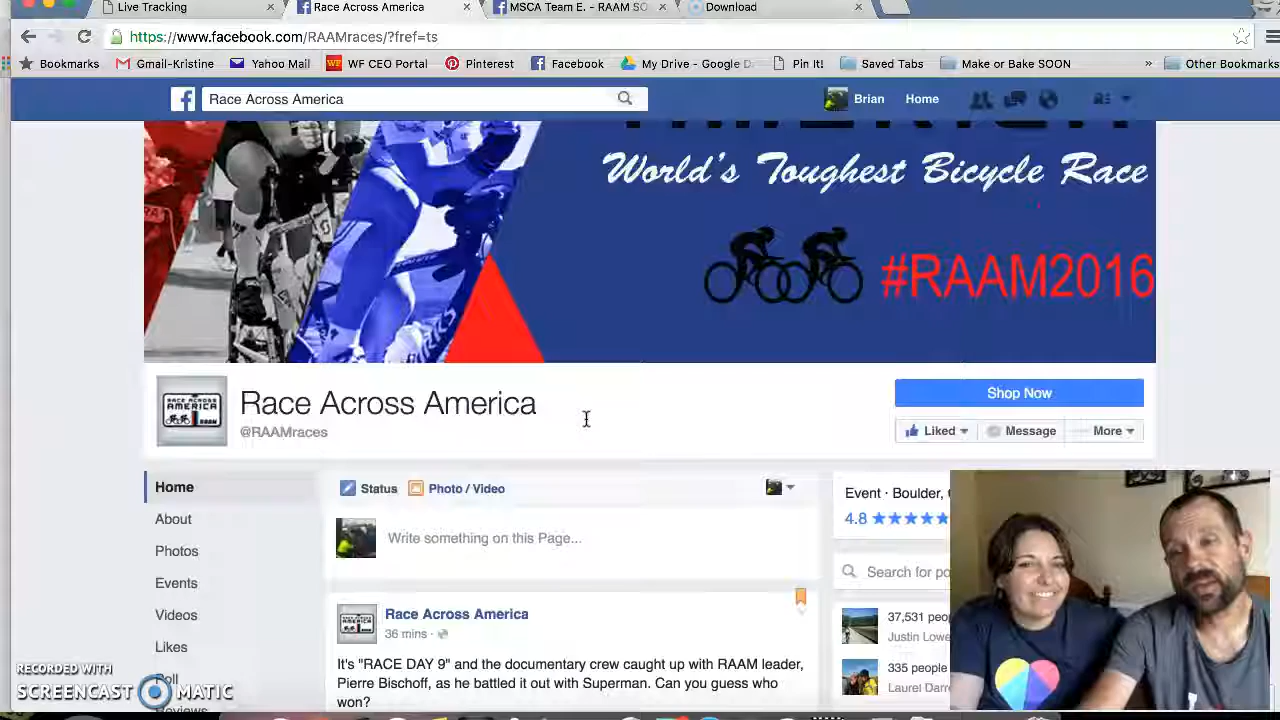 Live Tracking
Race Across America
MSCA Team E. - RAAM SO
Download
https://www.facebook.com/RAAMraces/?fref=ts
Bookmarks
Gmail-Kristine
Yahoo Mail
WF CEO Portal
Pinterest
Facebook
My Drive - Google D
Pin It!
Saved Tabs
Make or Bake SOON
»
Other Bookmarks
Race Across America
Brian
Home
World's Toughest Bicycle Race
#RAAM2016
RACE ACROSS
AMERICA
Race Across America
@RAAMraces
Shop Now
Liked
Message
More
Home
About
Photos
Events
Videos
Likes
Poll
Reviews
Status
Photo / Video
Write something on this Page...
Race Across America
36 mins ·
It's "RACE DAY 9" and the documentary crew caught up with RAAM leader,
Pierre Bischoff, as he battled it out with Superman. Can you guess who
won?
Event · Boulder,
4.8 ★★★★★
Search for po
37,531 peop
Justin Lowe
335 people
Laurel Darr
RECORDED WITH
SCREENCAST MATIC